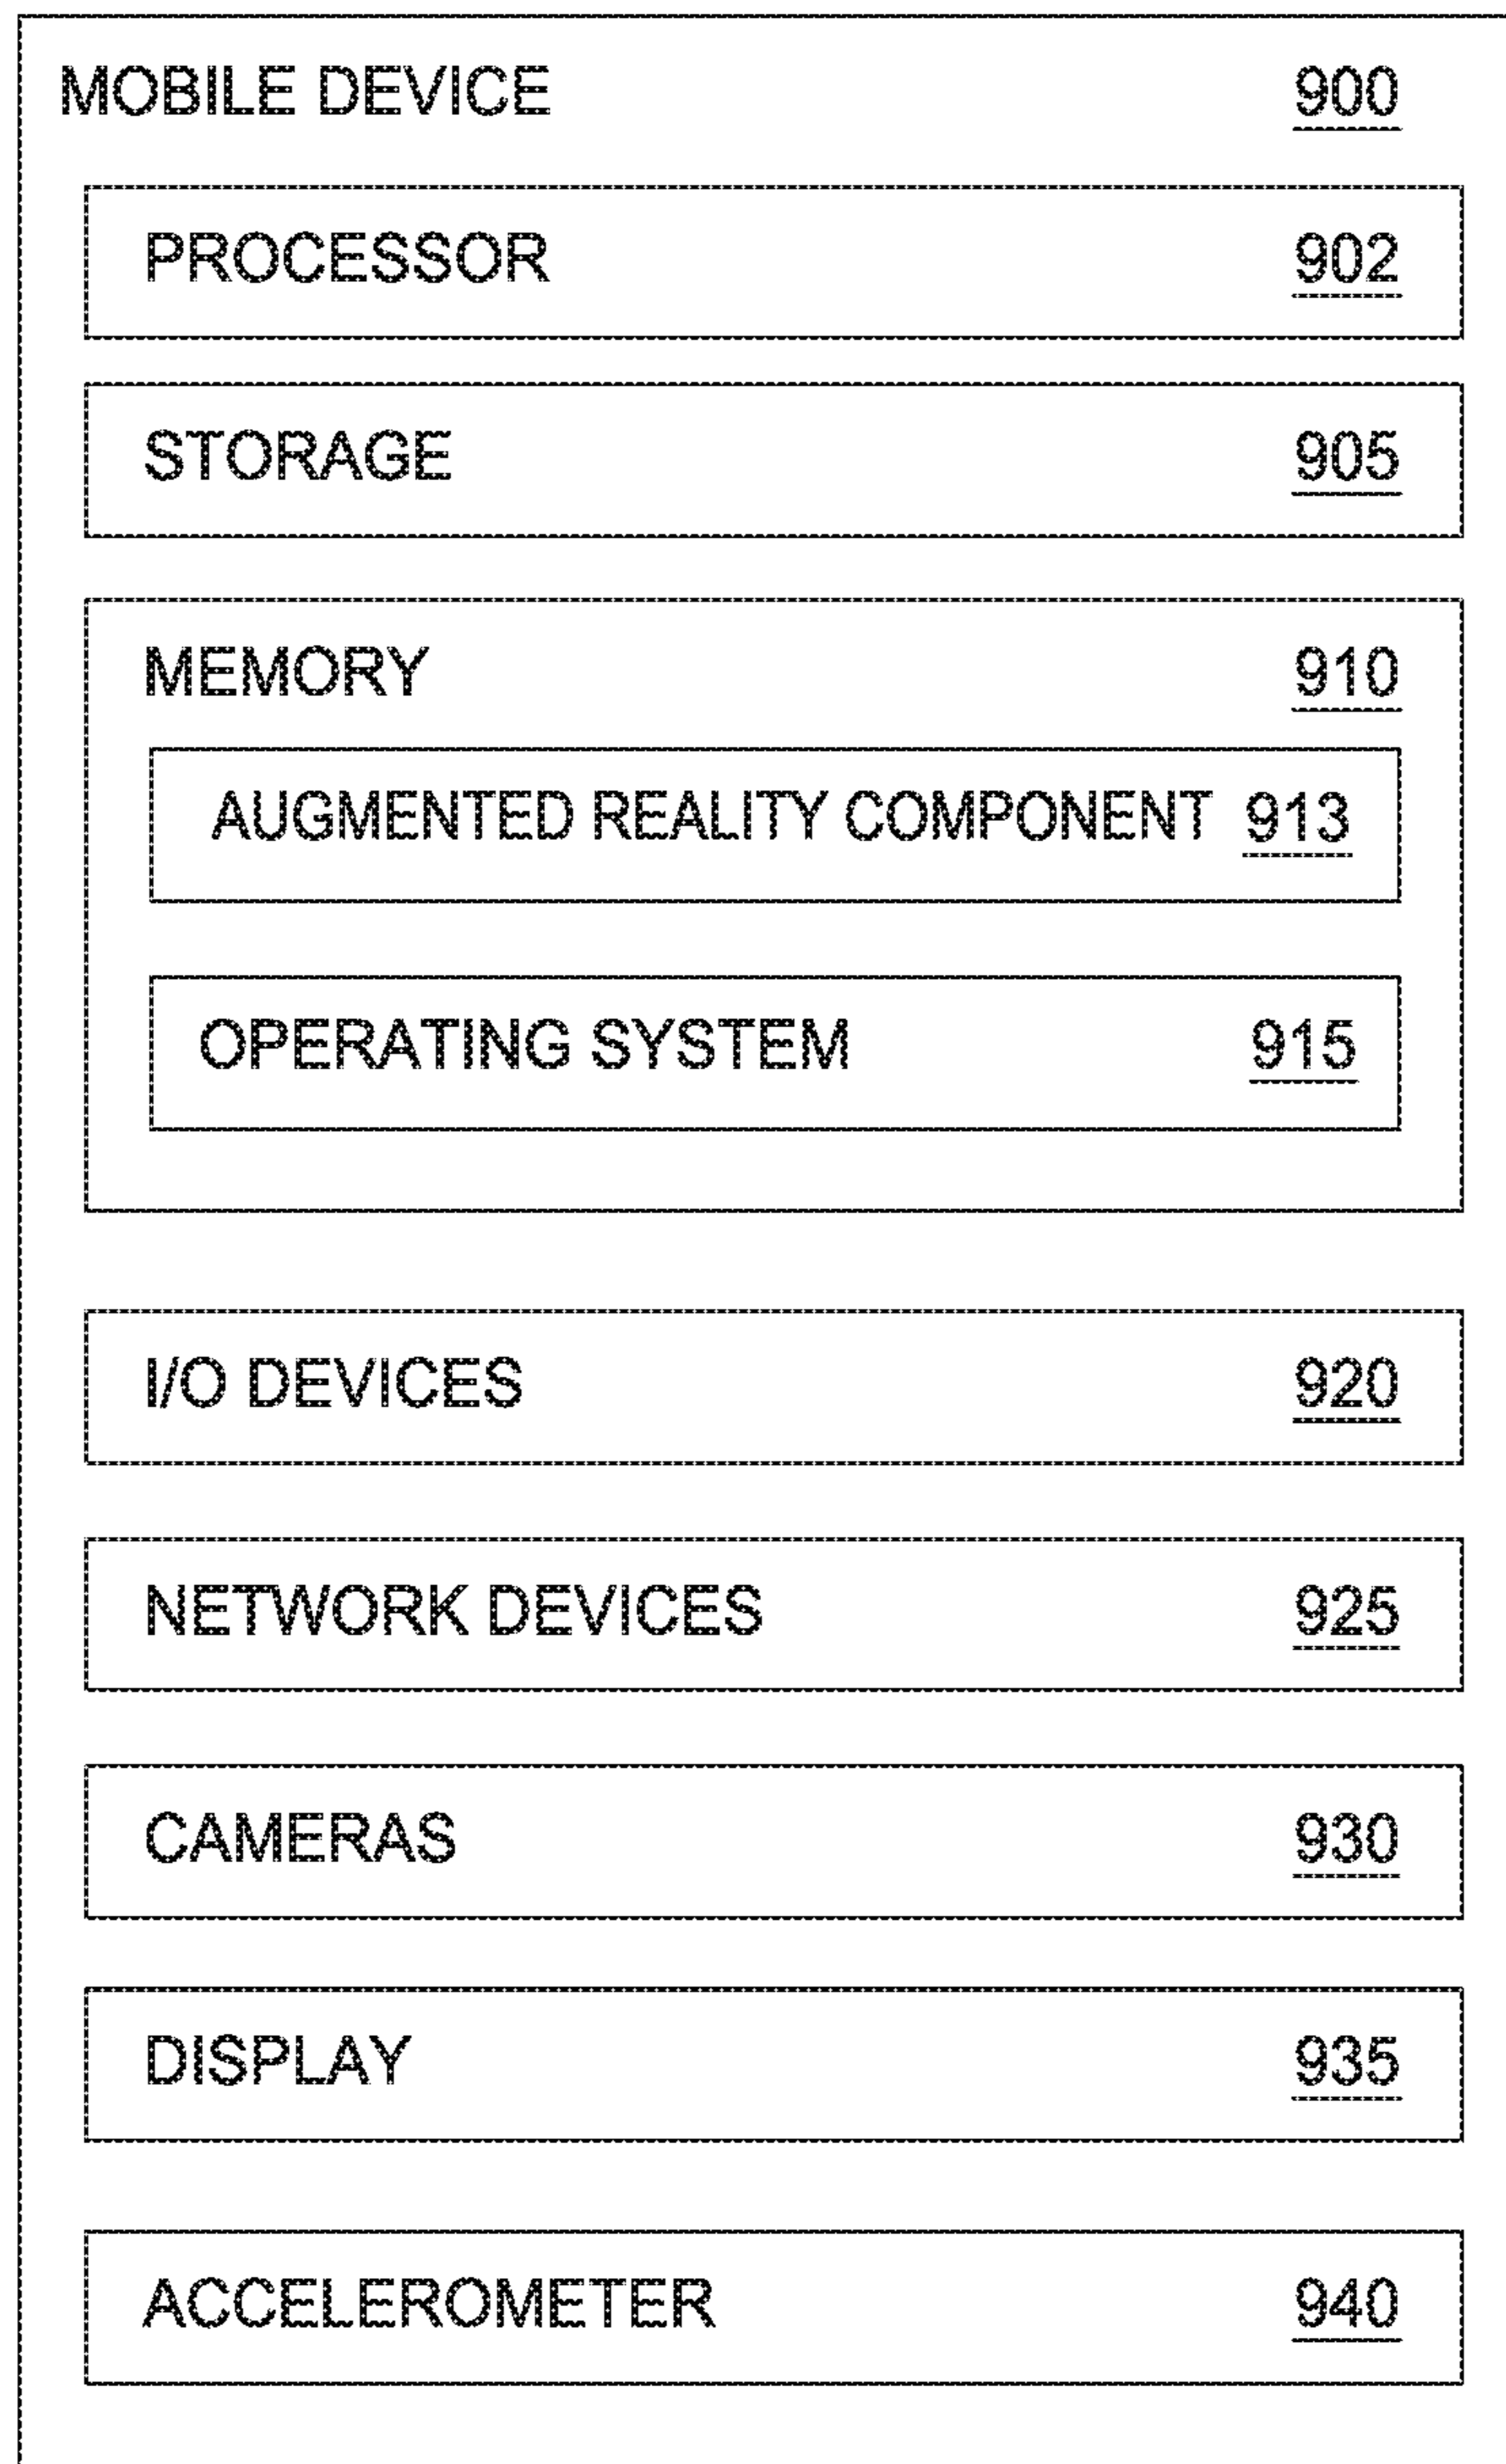 MOBILE DEVICE 900
PROCESSOR 902
STORAGE 905
MEMORY 910
AUGMENTED REALITY COMPONENT 913
OPERATING SYSTEM 915
I/O DEVICES 920
NETWORK DEVICES 925
CAMERAS 930
DISPLAY 935
ACCELEROMETER 940